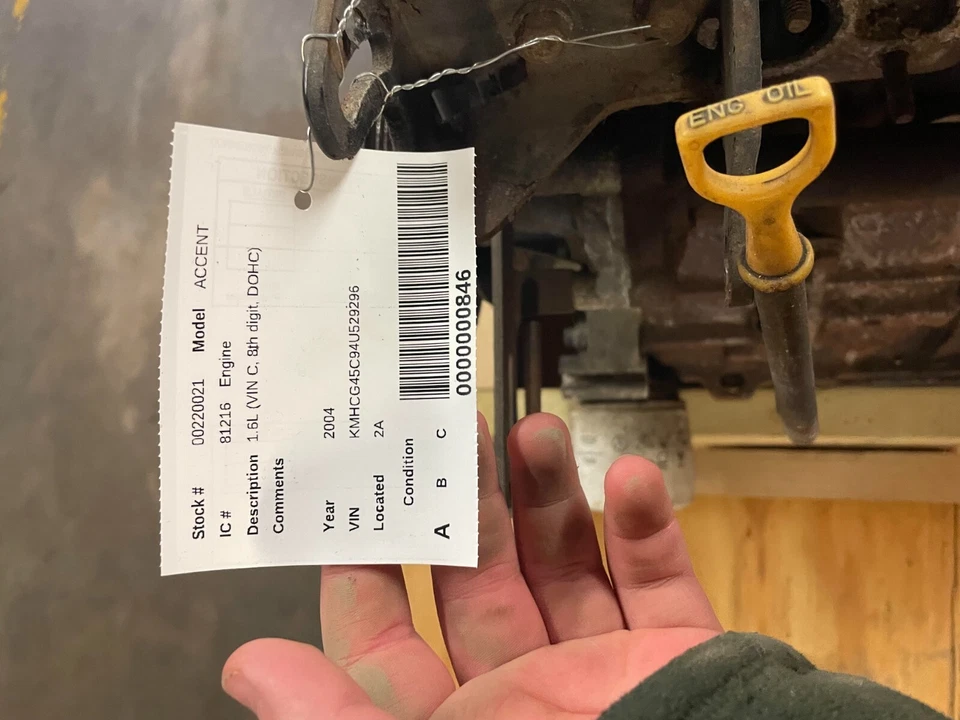 Stock # 00220021 Model ACCENT
IC # 81216 Engine
Description 1.6L (VIN C, 8th digit, DOHC)
Comments
Year 2004
VIN KMHCG45C94U529296
Located 2A
Condition
A B C
0000000846
ENG OIL